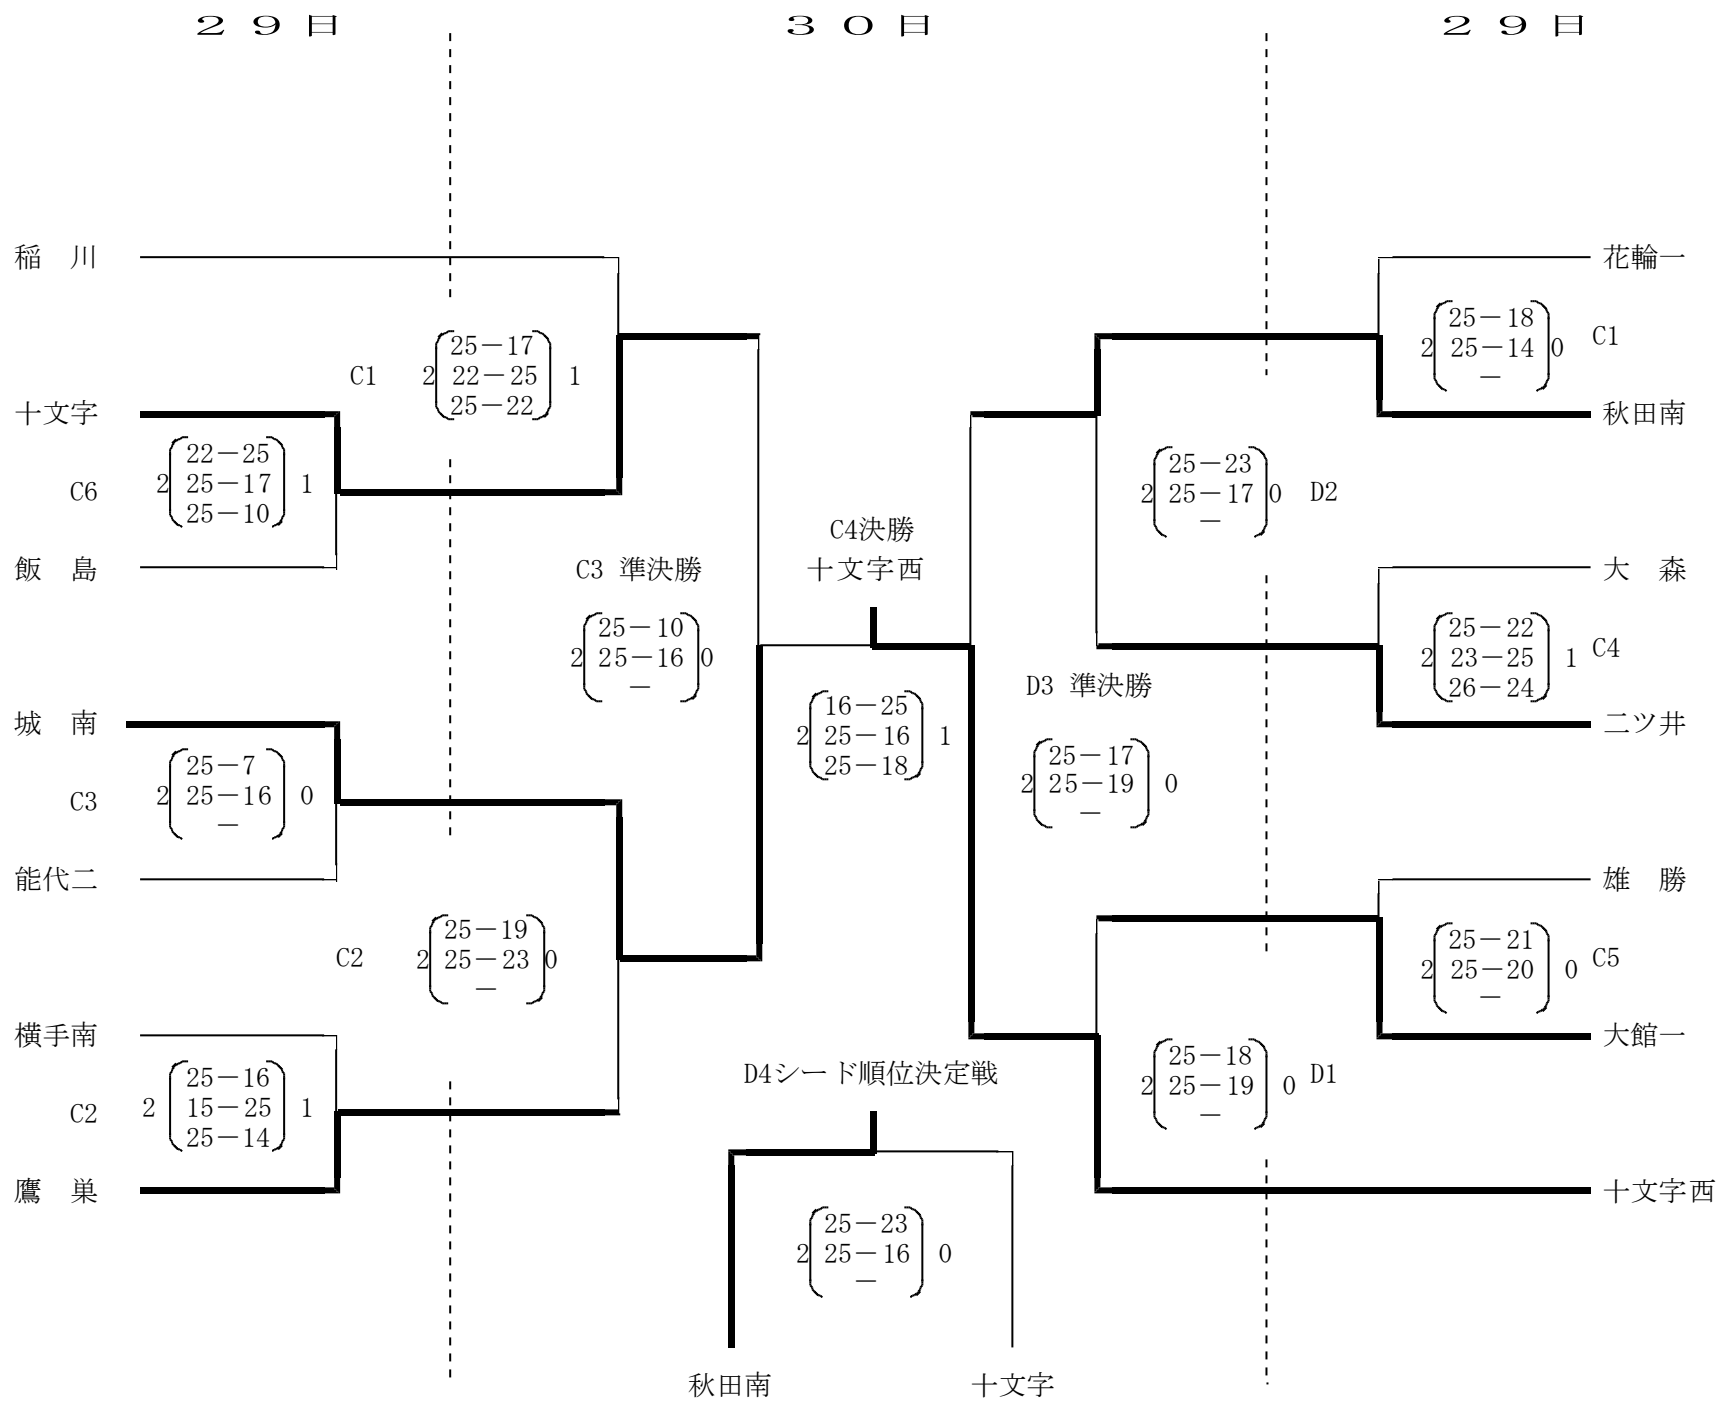 ２９日　３０日　２９日
稲　川
花輪一
C1
2 25－17 22－25 25－22 1
2 25－18 25－14 － 0
C1
十文字
秋田南
C6
2 22－25 25－17 25－10 1
2 25－23 25－17 － 0
D2
C4決勝
十文字西
飯　島
C3 準決勝
大　森
2 25－10 25－16 － 0
2 25－22 23－25 26－24 1
C4
D3 準決勝
城　南
二ツ井
2 16－25 25－16 25－18 1
C3
2 25－7 25－16 － 0
2 25－17 25－19 － 0
能代二
雄　勝
C2
2 25－19 25－23 － 0
2 25－21 25－20 － 0
C5
横手南
大館一
D4シード順位決定戦
2 25－18 25－19 － 0
D1
C2
2 25－16 15－25 25－14 1
鷹　巣
十文字西
2 25－23 25－16 － 0
秋田南
十文字